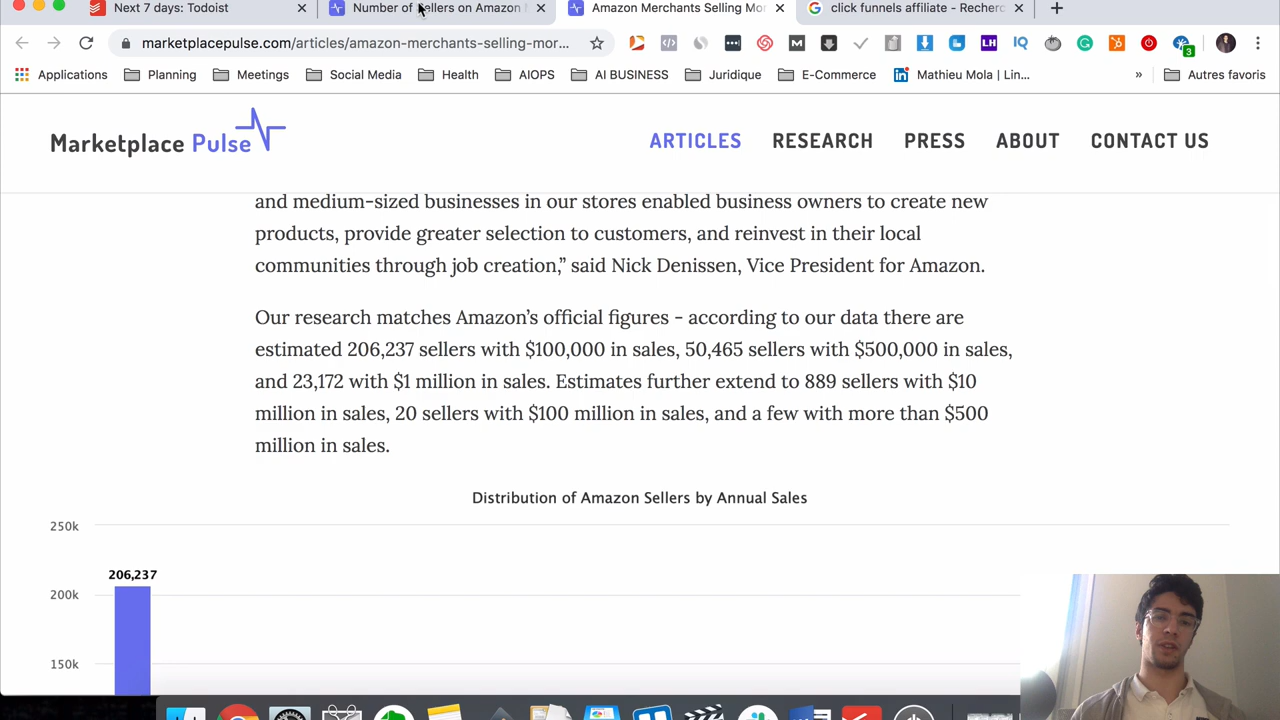 Next 7 days: Todoist
Number of Sellers on Amazon
Amazon Merchants Selling Mor
click funnels affiliate - Recherc
marketplacepulse.com/articles/amazon-merchants-selling-mor...
M
LH
IQ
3
Applications
Planning
Meetings
Social Media
Health
AIOPS
AI BUSINESS
Juridique
E-Commerce
Mathieu Mola | Lin...
»
Autres favoris
Marketplace Pulse
ARTICLES
RESEARCH
PRESS
ABOUT
CONTACT US
and medium-sized businesses in our stores enabled business owners to create new
products, provide greater selection to customers, and reinvest in their local
communities through job creation,” said Nick Denissen, Vice President for Amazon.
Our research matches Amazon’s official figures - according to our data there are
estimated 206,237 sellers with $100,000 in sales, 50,465 sellers with $500,000 in sales,
and 23,172 with $1 million in sales. Estimates further extend to 889 sellers with $10
million in sales, 20 sellers with $100 million in sales, and a few with more than $500
million in sales.
Distribution of Amazon Sellers by Annual Sales
250k
206,237
200k
150k